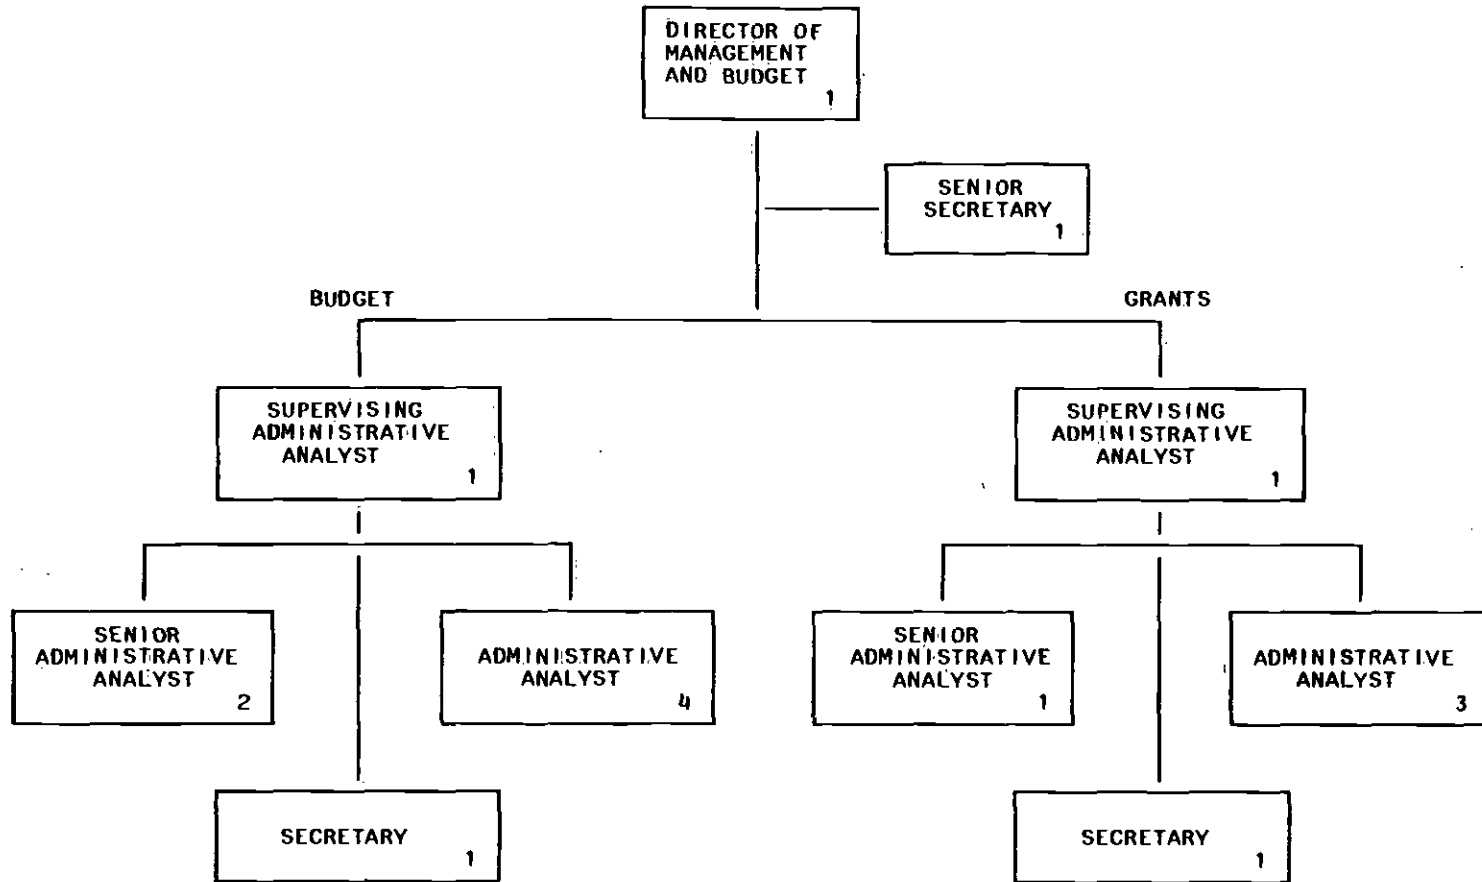 DIRECTOR OF
MANAGEMENT
AND BUDGET
1
SENIOR
SECRETARY
1
BUDGET
GRANTS
SUPERVISING
ADMINISTRATIVE
ANALYST
1
SUPERVISING
ADMINISTRATIVE
ANALYST
1
SENIOR
ADMINISTRATIVE
ANALYST
2
ADMINISTRATIVE
ANALYST
4
SENIOR
ADMINISTRATIVE
ANALYST
1
ADMINISTRATIVE
ANALYST
3
SECRETARY
1
SECRETARY
1